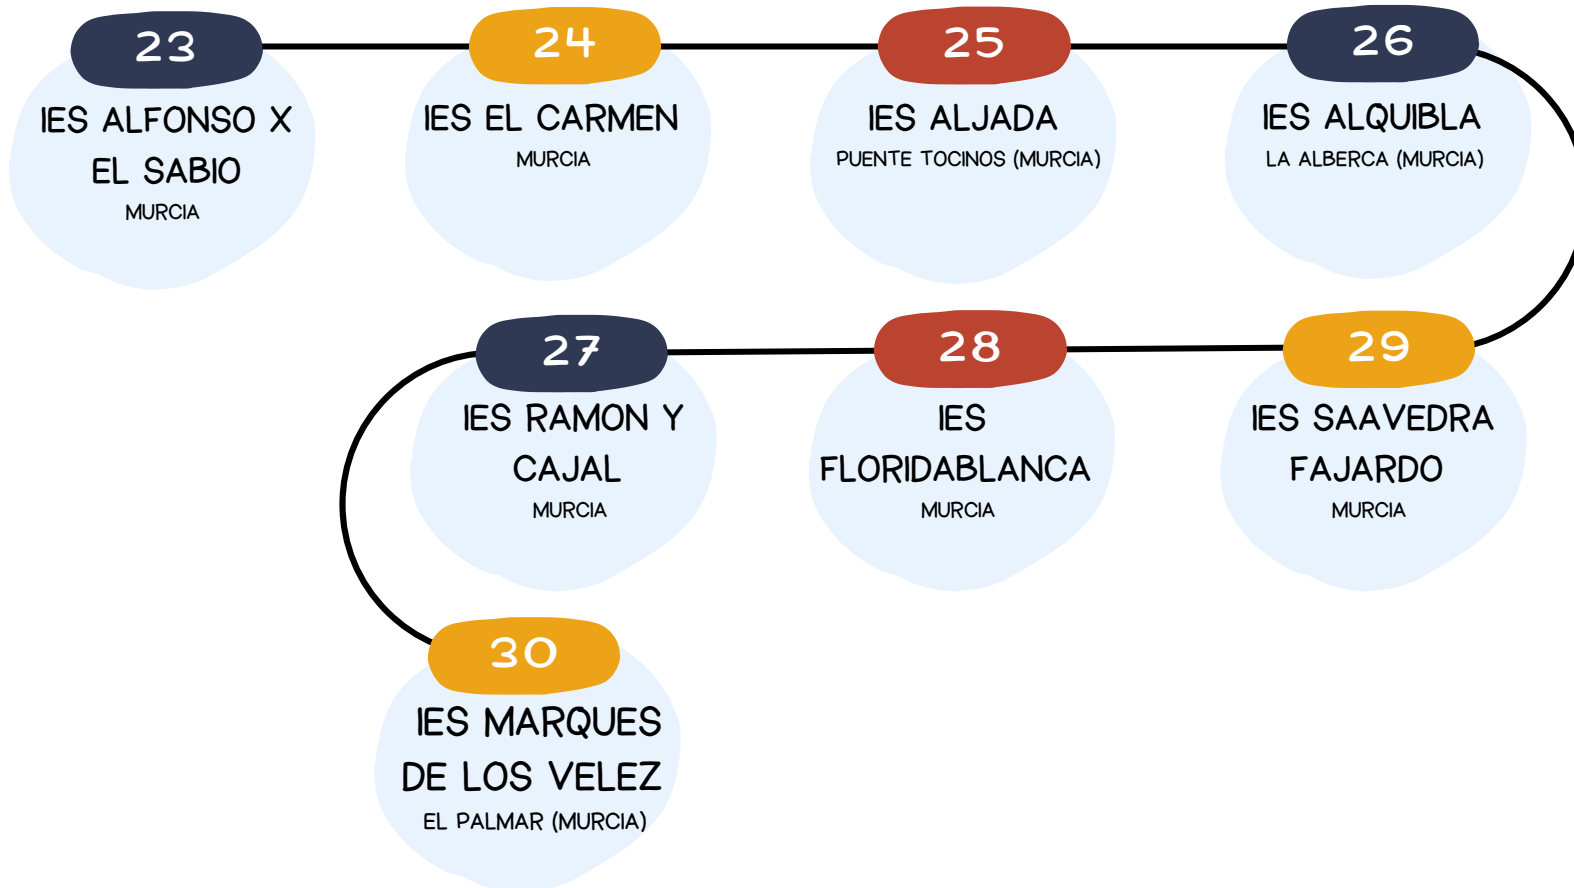 23
IES ALFONSO X
EL SABIO
MURCIA
24
IES EL CARMEN
MURCIA
25
IES ALJADA
PUENTE TOCINOS (MURCIA)
26
IES ALQUIBLA
LA ALBERCA (MURCIA)
27
IES RAMON Y
CAJAL
MURCIA
28
IES
FLORIDABLANCA
MURCIA
29
IES SAAVEDRA
FAJARDO
MURCIA
30
IES MARQUES
DE LOS VELEZ
EL PALMAR (MURCIA)